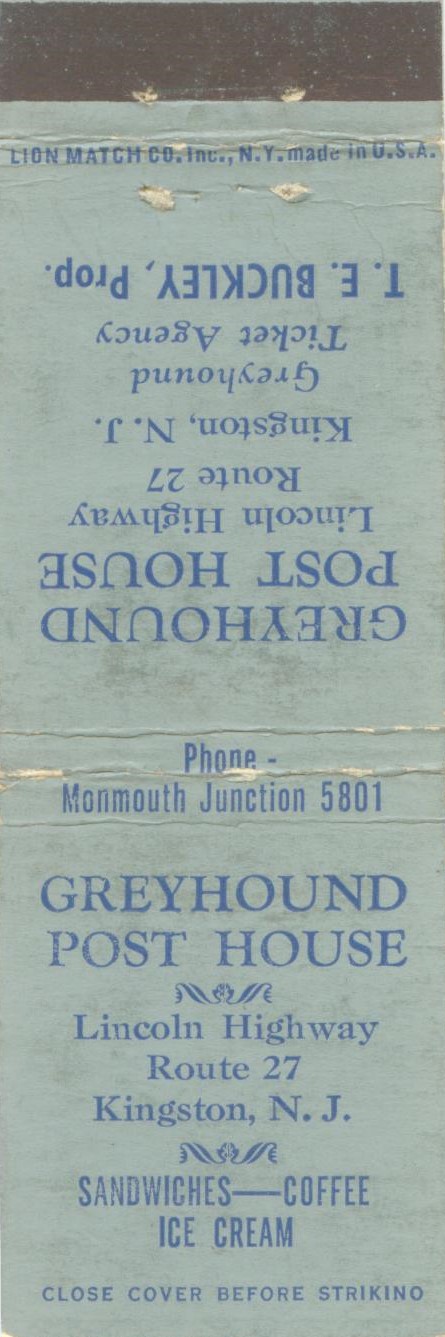 LION MATCH CO. Inc., N.Y. made in U.S.A.
GREYHOUND
POST HOUSE
Lincoln Highway
Route 27
Kingston, N. J.
Greyhound
Ticket Agency
T. E. BUCKLEY, Prop.
Phone -
Monmouth Junction 5801
GREYHOUND
POST HOUSE
Lincoln Highway
Route 27
Kingston, N. J.
SANDWICHES—COFFEE
ICE CREAM
CLOSE COVER BEFORE STRIKINO